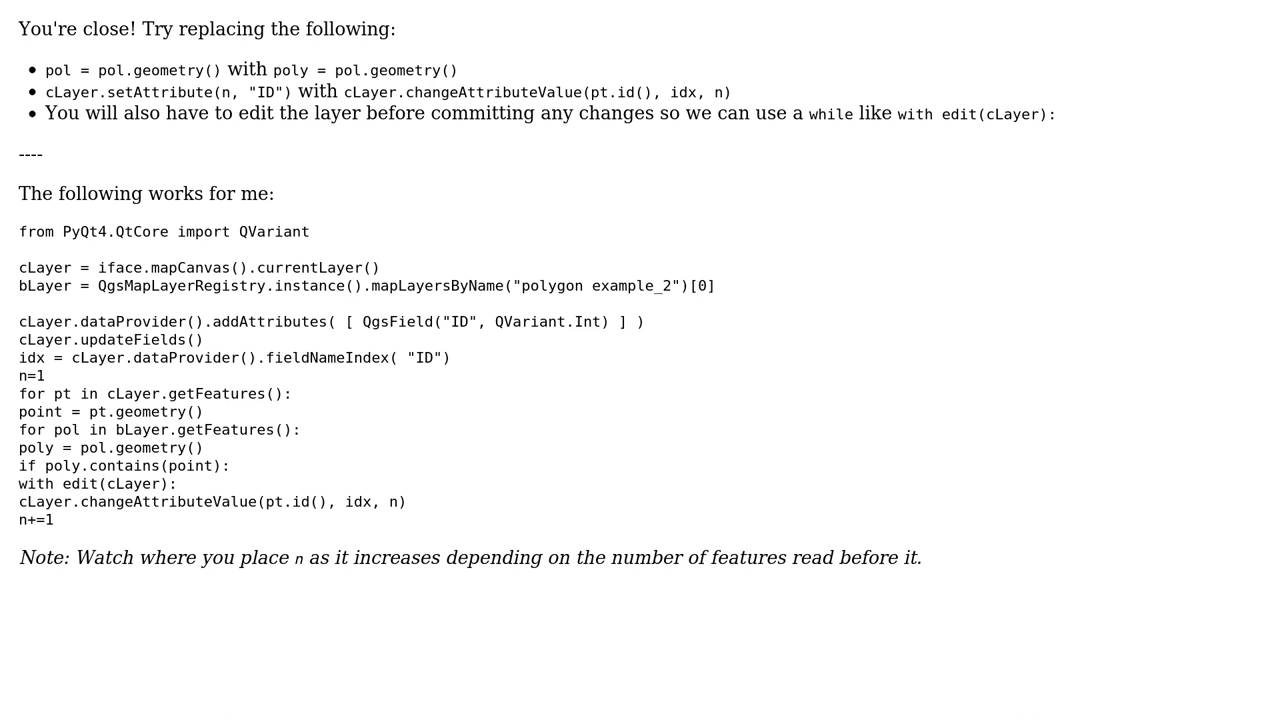 You're close! Try replacing the following:
• pol = pol.geometry() with poly = pol.geometry()
• cLayer.setAttribute(n, "ID") with cLayer.changeAttributeValue(pt.id(), idx, n)
• You will also have to edit the layer before committing any changes so we can use a while like with edit(cLayer):
----
The following works for me:
from PyQt4.QtCore import QVariant
cLayer = iface.mapCanvas().currentLayer()
bLayer = QgsMapLayerRegistry.instance().mapLayersByName("polygon example_2")[0]
cLayer.dataProvider().addAttributes( [ QgsField("ID", QVariant.Int) ] )
cLayer.updateFields()
idx = cLayer.dataProvider().fieldNameIndex( "ID")
n=1
for pt in cLayer.getFeatures():
point = pt.geometry()
for pol in bLayer.getFeatures():
poly = pol.geometry()
if poly.contains(point):
with edit(cLayer):
cLayer.changeAttributeValue(pt.id(), idx, n)
n+=1
Note: Watch where you place n as it increases depending on the number of features read before it.